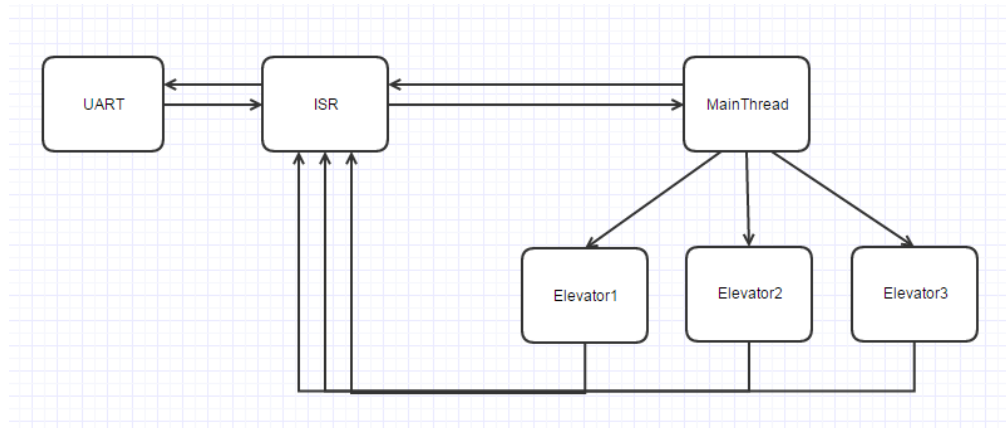 UART
ISR
MainThread
Elevator1
Elevator2
Elevator3